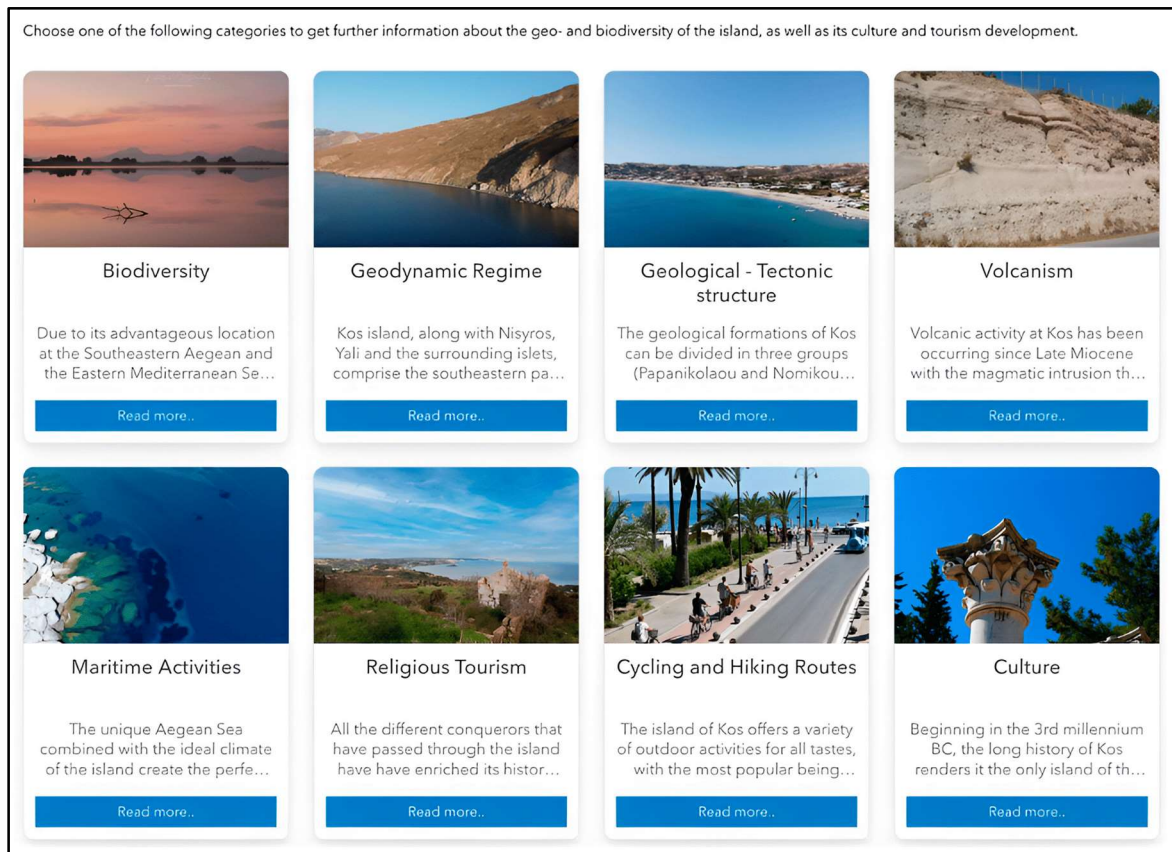 Choose one of the following categories to get further information about the geo- and biodiversity of the island, as well as its culture and tourism development.
Biodiversity
Due to its advantageous location
at the Southeastern Aegean and
the Eastern Mediterranean Se...
Read more..
Geodynamic Regime
Kos island, along with Nisyros,
Yali and the surrounding islets,
comprise the southeastern pa...
Read more..
Geological - Tectonic
structure
The geological formations of Kos
can be divided in three groups
(Papanikolaou and Nomikou...
Read more..
Volcanism
Volcanic activity at Kos has been
occurring since Late Miocene
with the magmatic intrusion th...
Read more..
Maritime Activities
The unique Aegean Sea
combined with the ideal climate
of the island create the perfe...
Read more..
Religious Tourism
All the different conquerors that
have passed through the island
have have enriched its histor...
Read more..
Cycling and Hiking Routes
The island of Kos offers a variety
of outdoor activities for all tastes,
with the most popular being...
Read more..
Culture
Beginning in the 3rd millennium
BC, the long history of Kos
renders it the only island of th...
Read more..